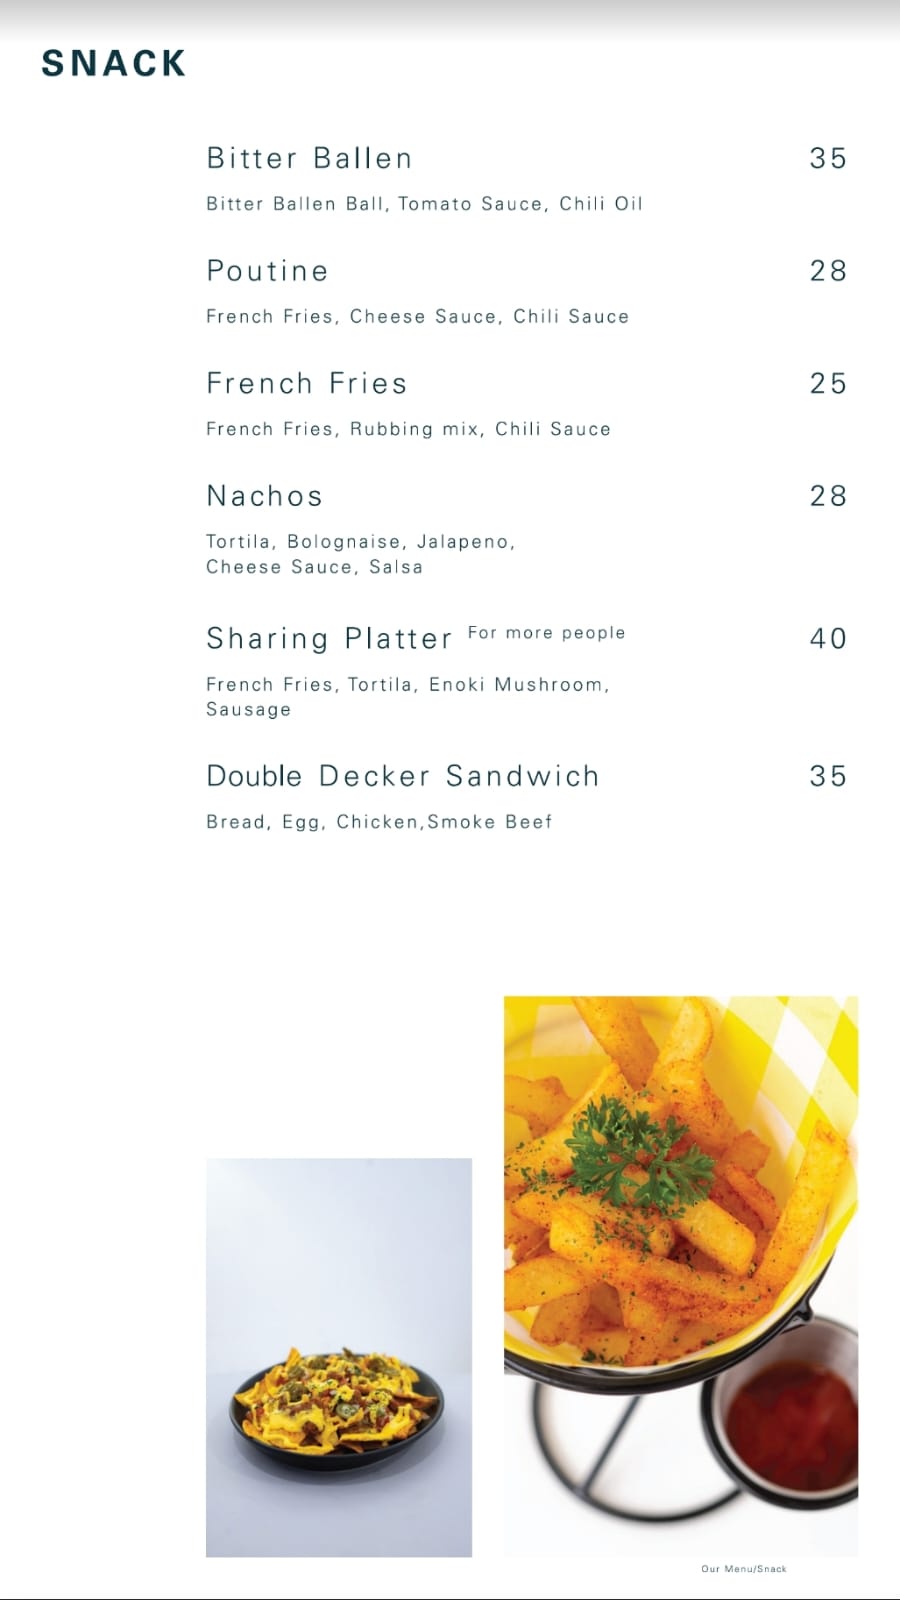 SNACK
Bitter Ballen 35
Bitter Ballen Ball, Tomato Sauce, Chili Oil
Poutine 28
French Fries, Cheese Sauce, Chili Sauce
French Fries 25
French Fries, Rubbing mix, Chili Sauce
Nachos 28
Tortila, Bolognaise, Jalapeno,
Cheese Sauce, Salsa
Sharing Platter For more people 40
French Fries, Tortila, Enoki Mushroom,
Sausage
Double Decker Sandwich 35
Bread, Egg, Chicken,Smoke Beef
Our Menu/Snack